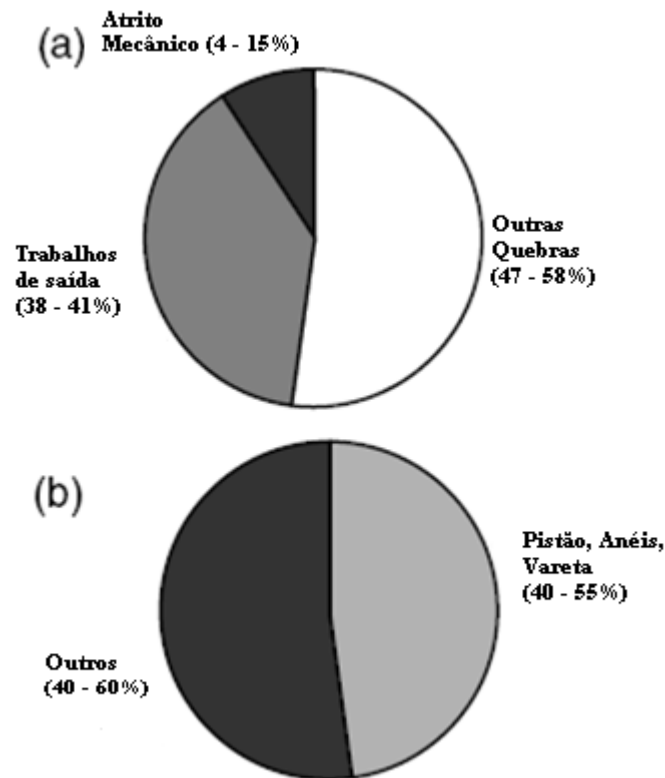 (a)
Atrito
Mecânico (4 - 15%)
Outras
Quebras
(47 - 58%)
Trabalhos
de saída
(38 - 41%)
(b)
Pistão, Anéis,
Vareta
(40 - 55%)
Outros
(40 - 60%)